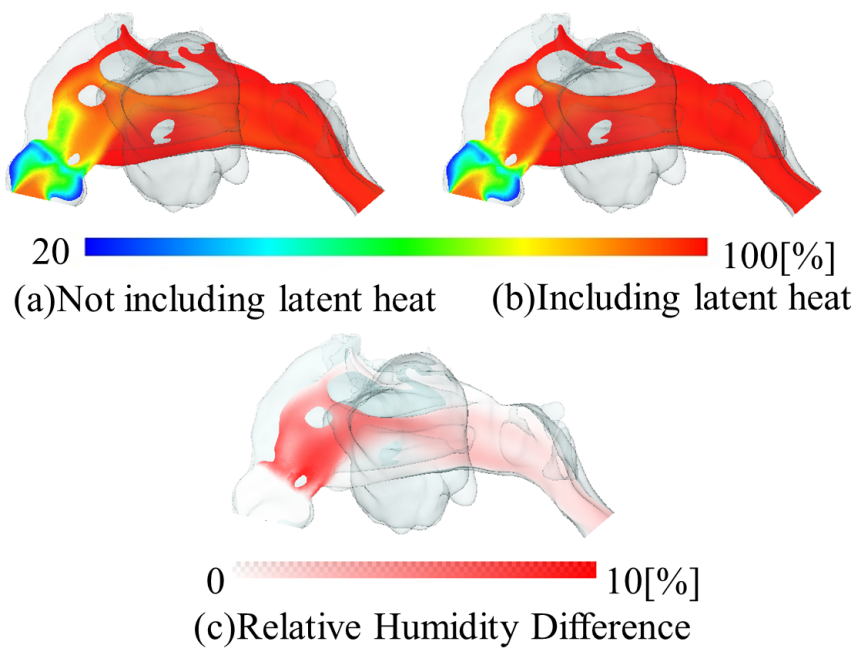 20 100[%]
(a)Not including latent heat (b)Including latent heat
0 10[%]
(c)Relative Humidity Difference